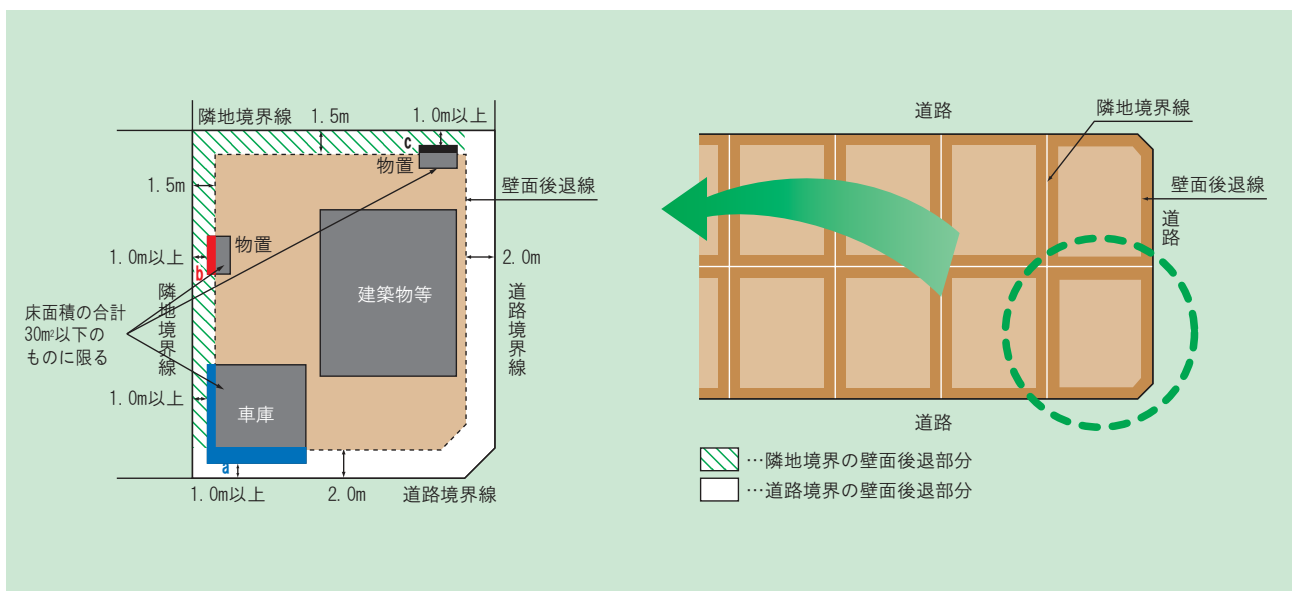 隣地境界線
1.5m
1.0m以上
c
物置
1.5m
壁面後退線
1.0m以上
物置
b
2.0m
建築物等
隣地境界線
道路境界線
床面積の合計
30㎡以下の
ものに限る
1.0m以上
車庫
a
1.0m以上
2.0m
道路境界線
道路
隣地境界線
壁面後退線
道路
道路
…隣地境界の壁面後退部分
…道路境界の壁面後退部分